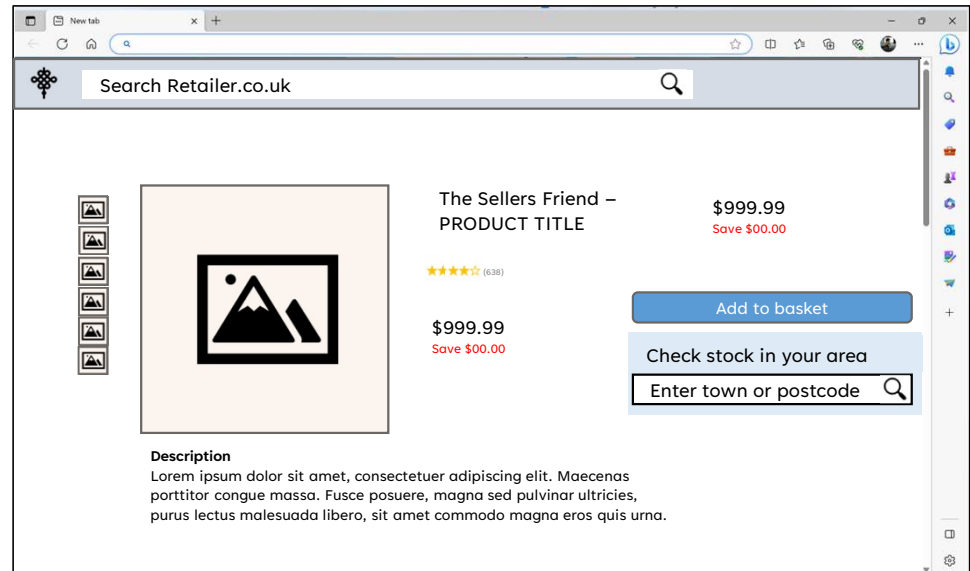 New tab
Search Retailer.co.uk
The Sellers Friend –
PRODUCT TITLE
(638)
$999.99
Save $00.00
$999.99
Save $00.00
Add to basket
Check stock in your area
Enter town or postcode
Description
Lorem ipsum dolor sit amet, consectetuer adipiscing elit. Maecenas
porttitor congue massa. Fusce posuere, magna sed pulvinar ultricies,
purus lectus malesuada libero, sit amet commodo magna eros quis urna.